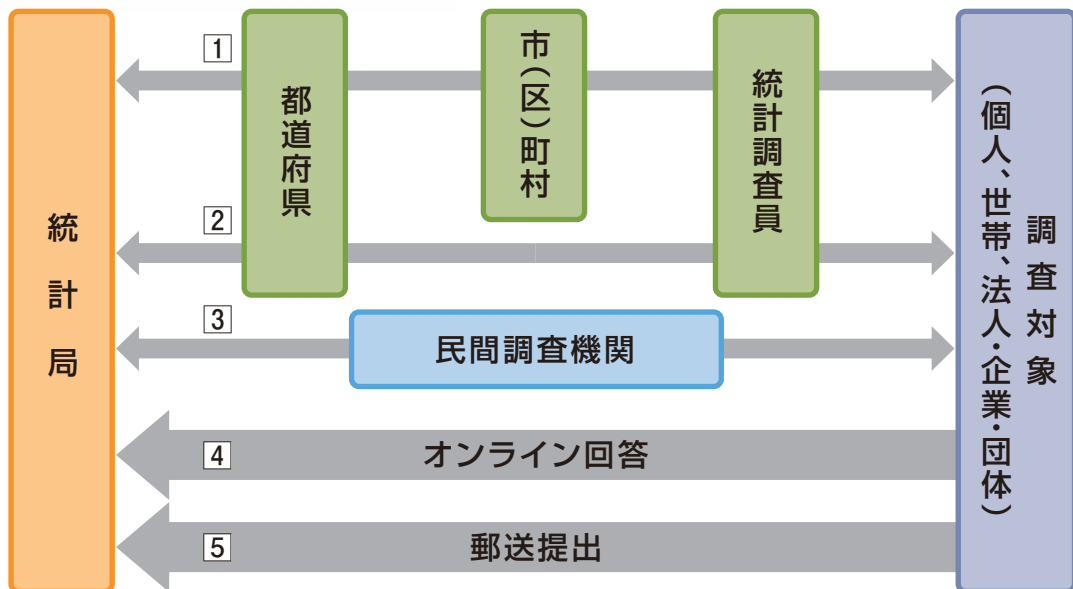 統計局
1
都道府県
市(区)町村
統計調査員
2
3
民間調査機関
4
オンライン回答
5
郵送提出
調査対象
(個人、世帯、法人・企業・団体)